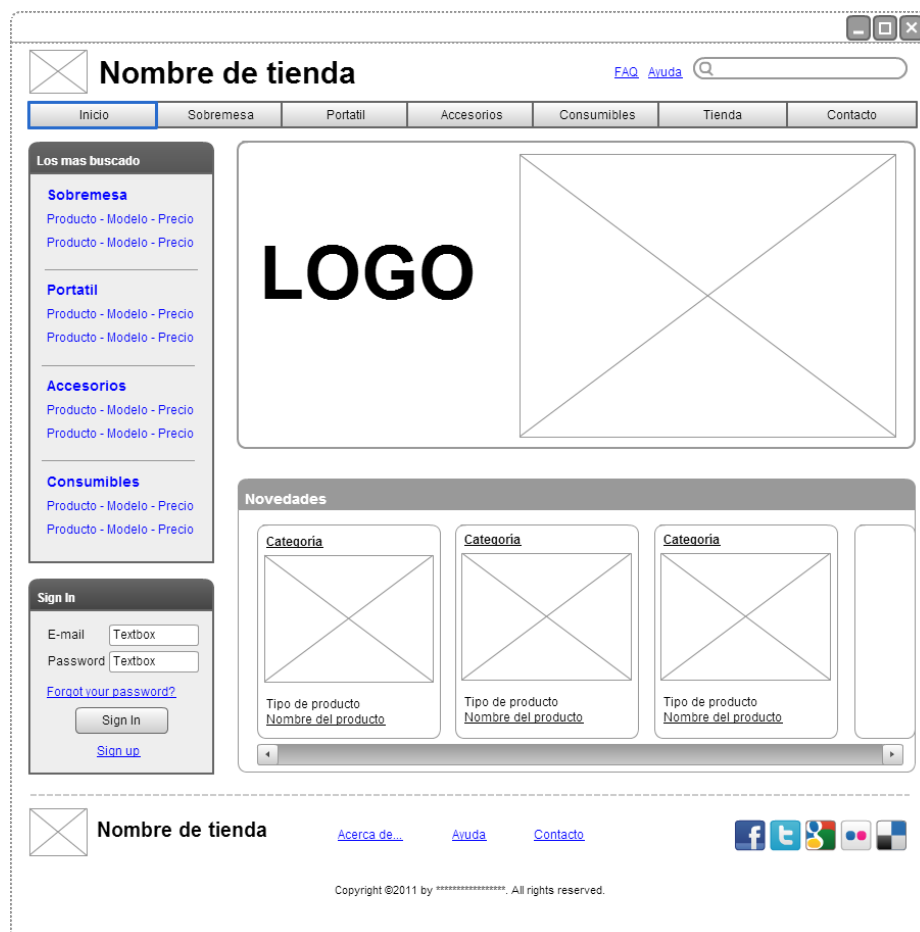 Nombre de tienda
FAQ Ayuda
Inicio Sobremesa Portatil Accesorios Consumibles Tienda Contacto
Los mas buscado
Sobremesa
Producto - Modelo - Precio
Producto - Modelo - Precio
Portatil
Producto - Modelo - Precio
Producto - Modelo - Precio
Accesorios
Producto - Modelo - Precio
Producto - Modelo - Precio
Consumibles
Producto - Modelo - Precio
Producto - Modelo - Precio
LOGO
Novedades
Categoria
Tipo de producto
Nombre del producto
Categoria
Tipo de producto
Nombre del producto
Categoria
Tipo de producto
Nombre del producto
Sign In
E-mail Textbox
Password Textbox
Forgot your password?
Sign In
Sign up
Nombre de tienda
Acerca de... Ayuda Contacto
Copyright ©2011 by *****************. All rights reserved.